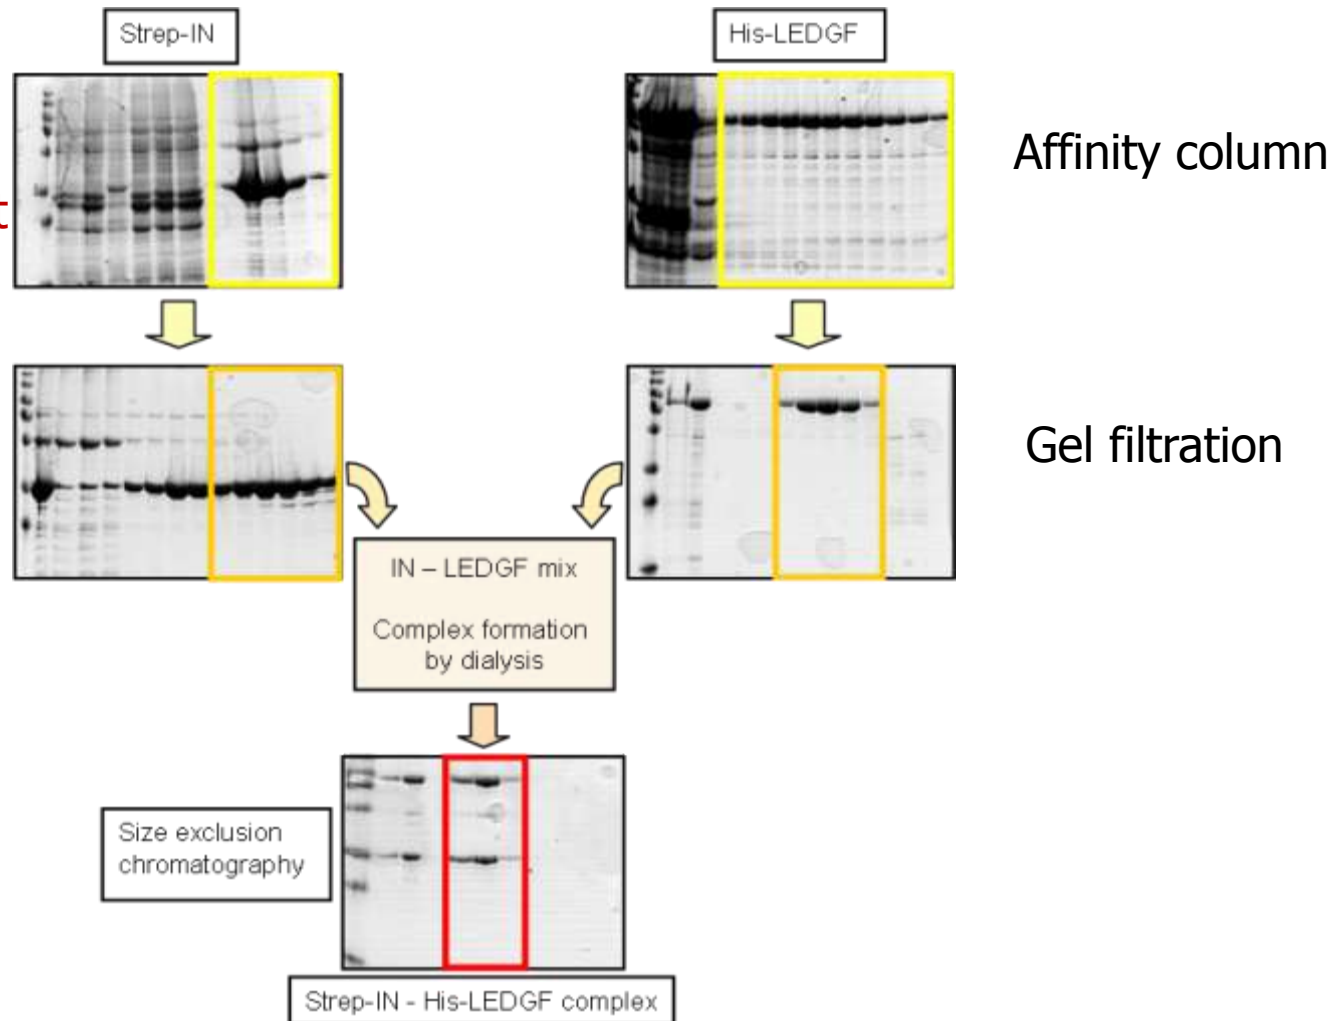 Strep-IN
His-LEDGF
Affinity column
t
Gel filtration
IN – LEDGF mix
Complex formation
by dialysis
Size exclusion
chromatography
Strep-IN - His-LEDGF complex